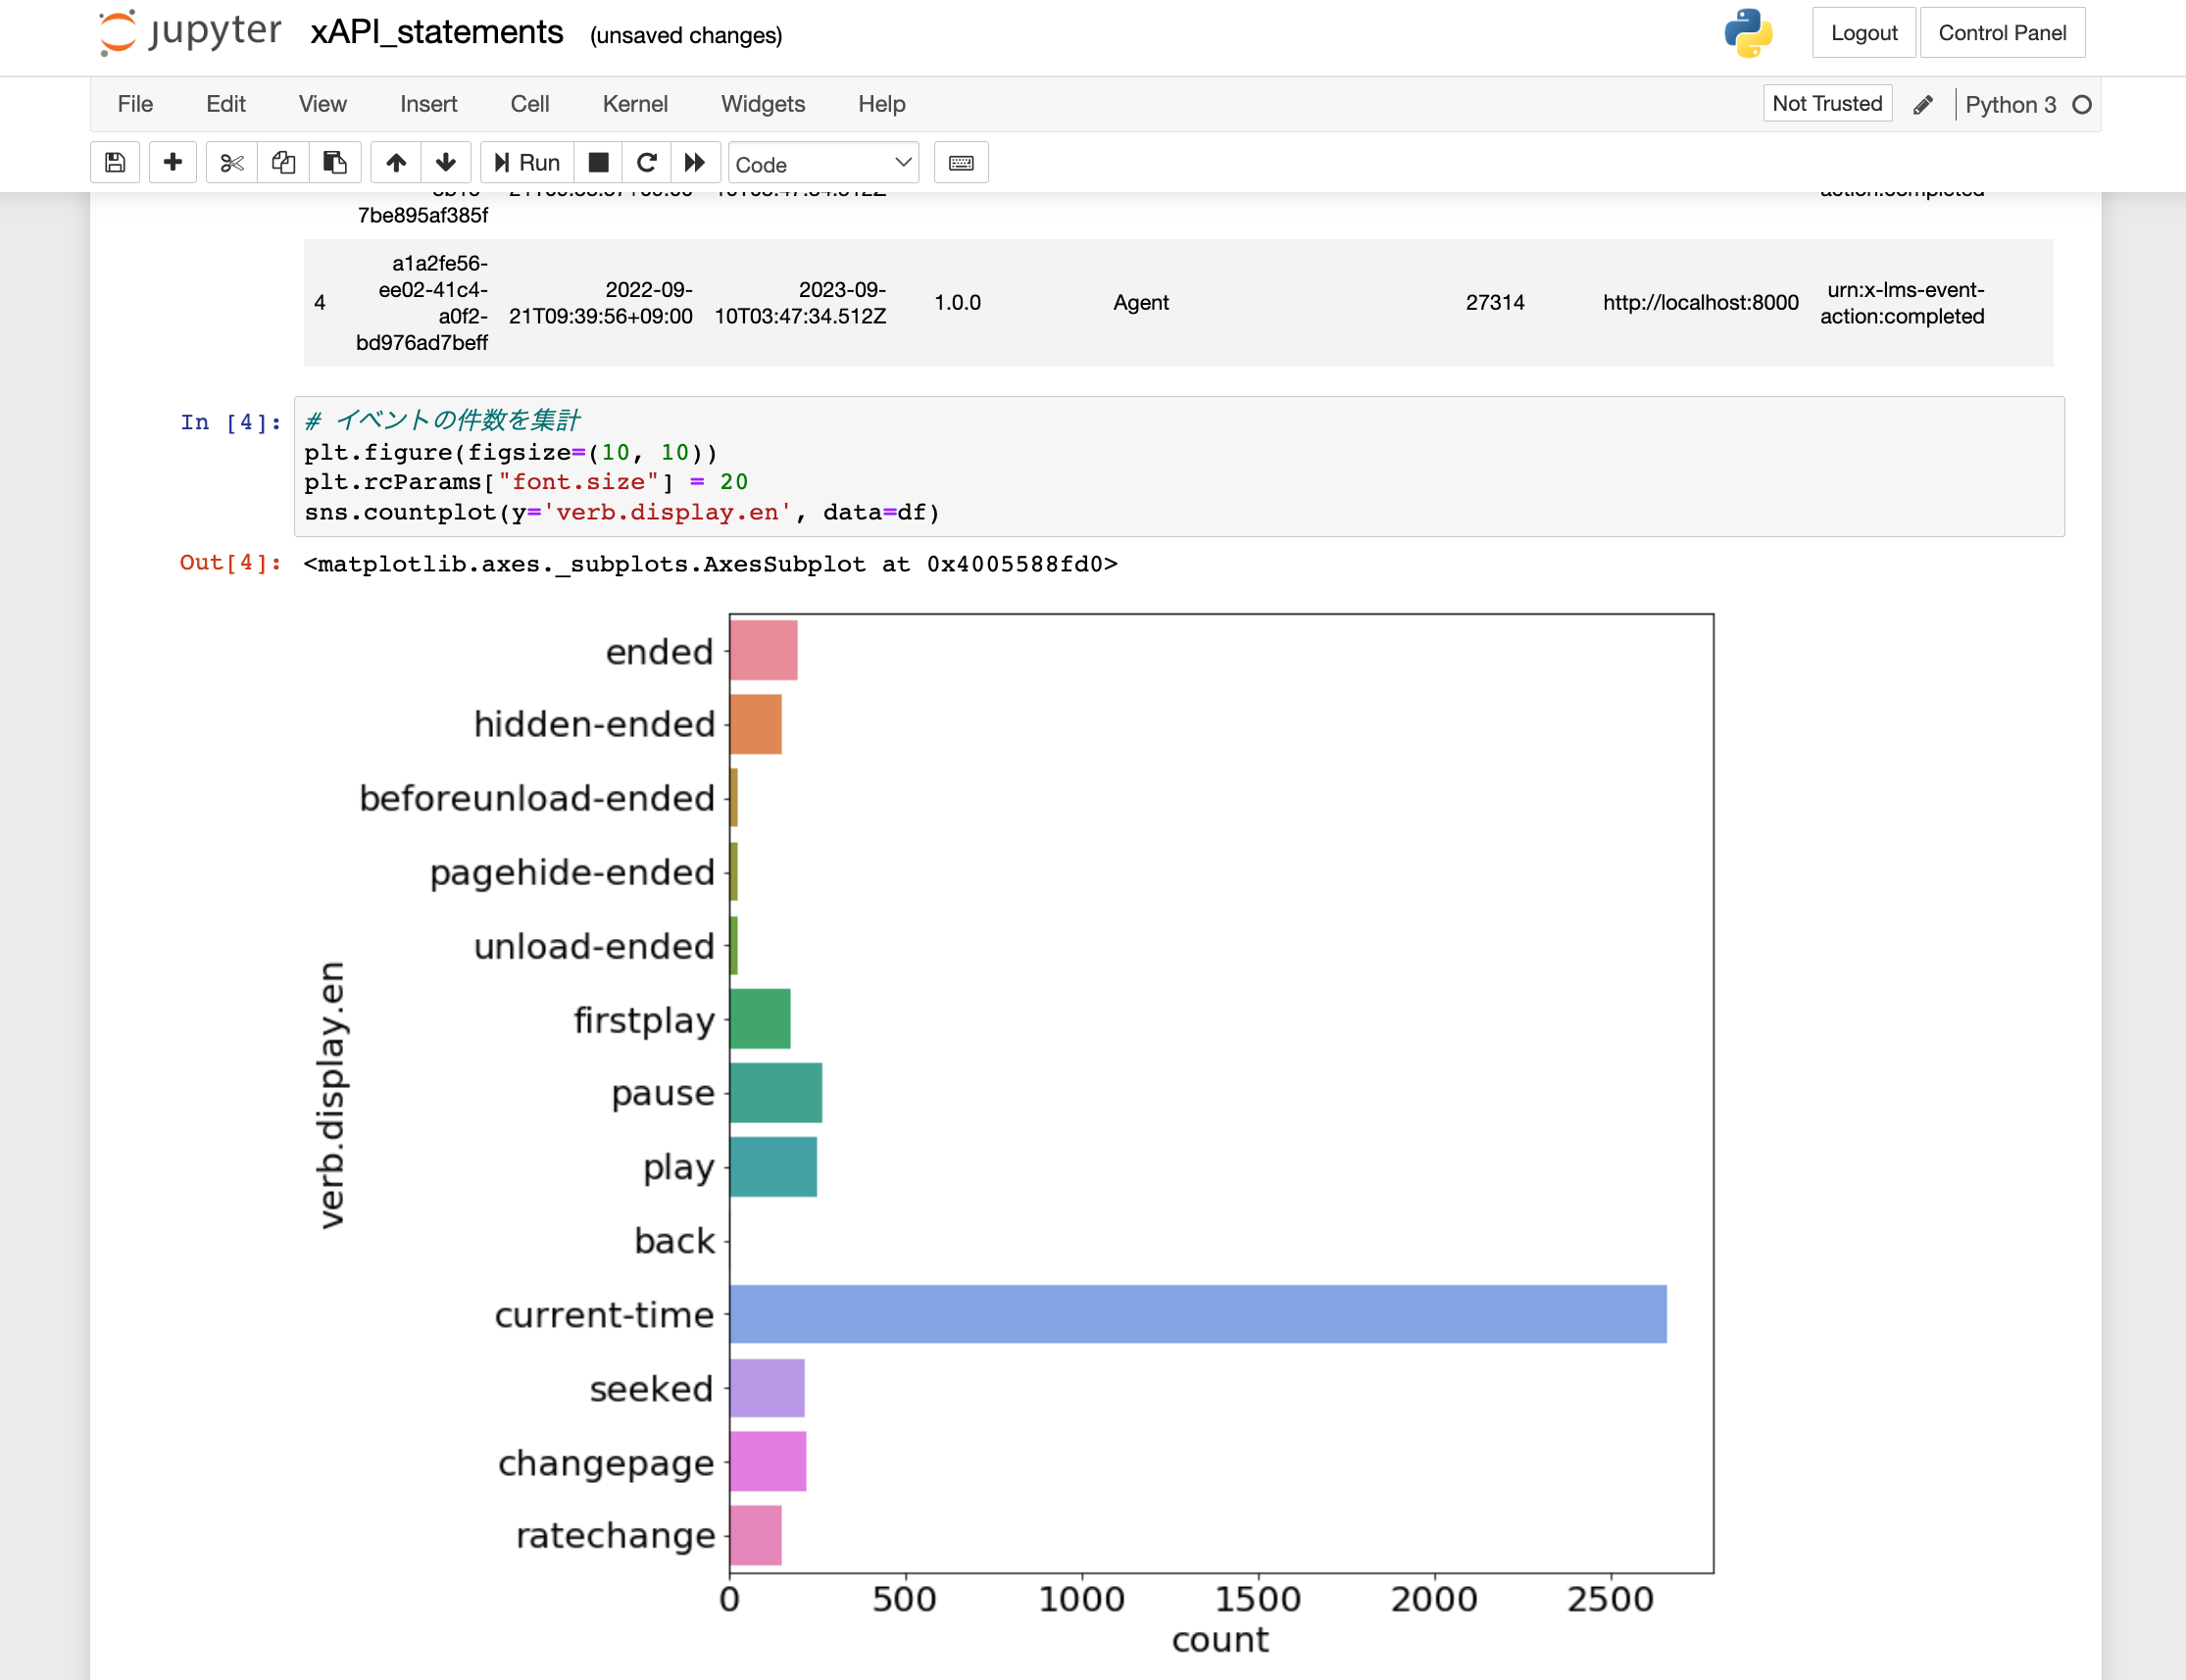 jupyter xAPI_statements (unsaved changes) Logout Control Panel
File Edit View Insert Cell Kernel Widgets Help Not Trusted Python 3
Run Code
7be895af385f
a1a2fe56-
ee02-41c4-
a0f2-
bd976ad7beff
4
2022-09-
21T09:39:56+09:00
2023-09-
10T03:47:34.512Z
1.0.0
Agent
27314
http://localhost:8000
urn:x-lms-event-
action:completed
In [4]:
# イベントの件数を集計
plt.figure(figsize=(10, 10))
plt.rcParams["font.size"] = 20
sns.countplot(y='verb.display.en', data=df)
Out[4]: <matplotlib.axes._subplots.AxesSubplot at 0x4005588fd0>
verb.display.en
ended
hidden-ended
beforeunload-ended
pagehide-ended
unload-ended
firstplay
pause
play
back
current-time
seeked
changepage
ratechange
0 500 1000 1500 2000 2500
count